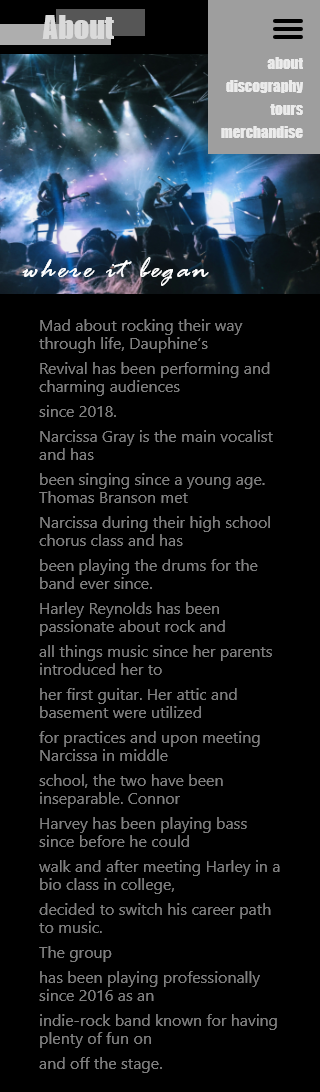 About
about
discography
tours
merchandise
where it began
Mad about rocking their way
through life, Dauphine's
Revival has been performing and
charming audiences
since 2018.
Narcissa Gray is the main vocalist
and has
been singing since a young age.
Thomas Branson met
Narcissa during their high school
chorus class and has
been playing the drums for the
band ever since.
Harley Reynolds has been
passionate about rock and
all things music since her parents
introduced her to
her first guitar. Her attic and
basement were utilized
for practices and upon meeting
Narcissa in middle
school, the two have been
inseparable. Connor
Harvey has been playing bass
since before he could
walk and after meeting Harley in a
bio class in college,
decided to switch his career path
to music.
The group
has been playing professionally
since 2016 as an
indie-rock band known for having
plenty of fun on
and off the stage.